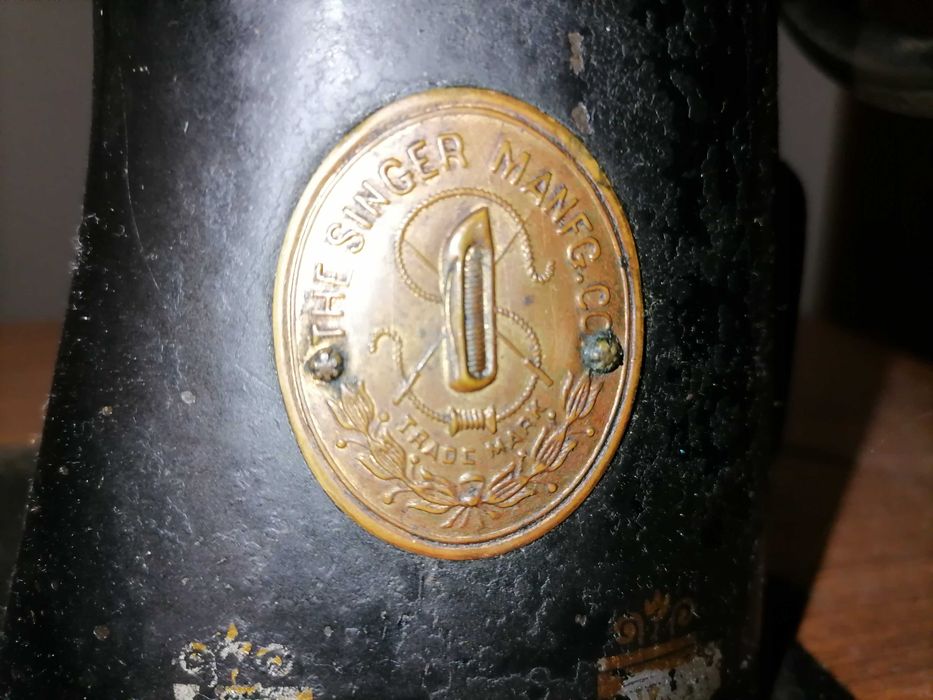 THE SINGER MANFG. CO
TRADE MARK